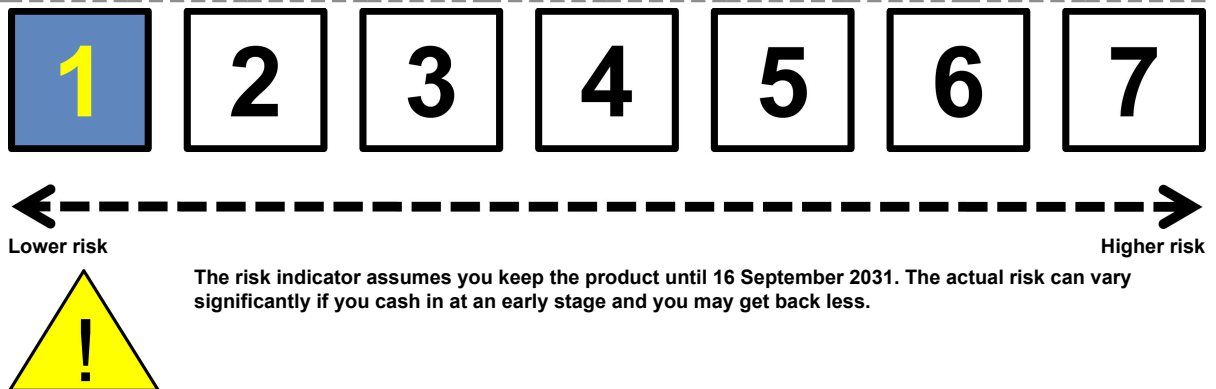 1 2 3 4 5 6 7
Lower risk Higher risk
The risk indicator assumes you keep the product until 16 September 2031. The actual risk can vary
significantly if you cash in at an early stage and you may get back less.
!